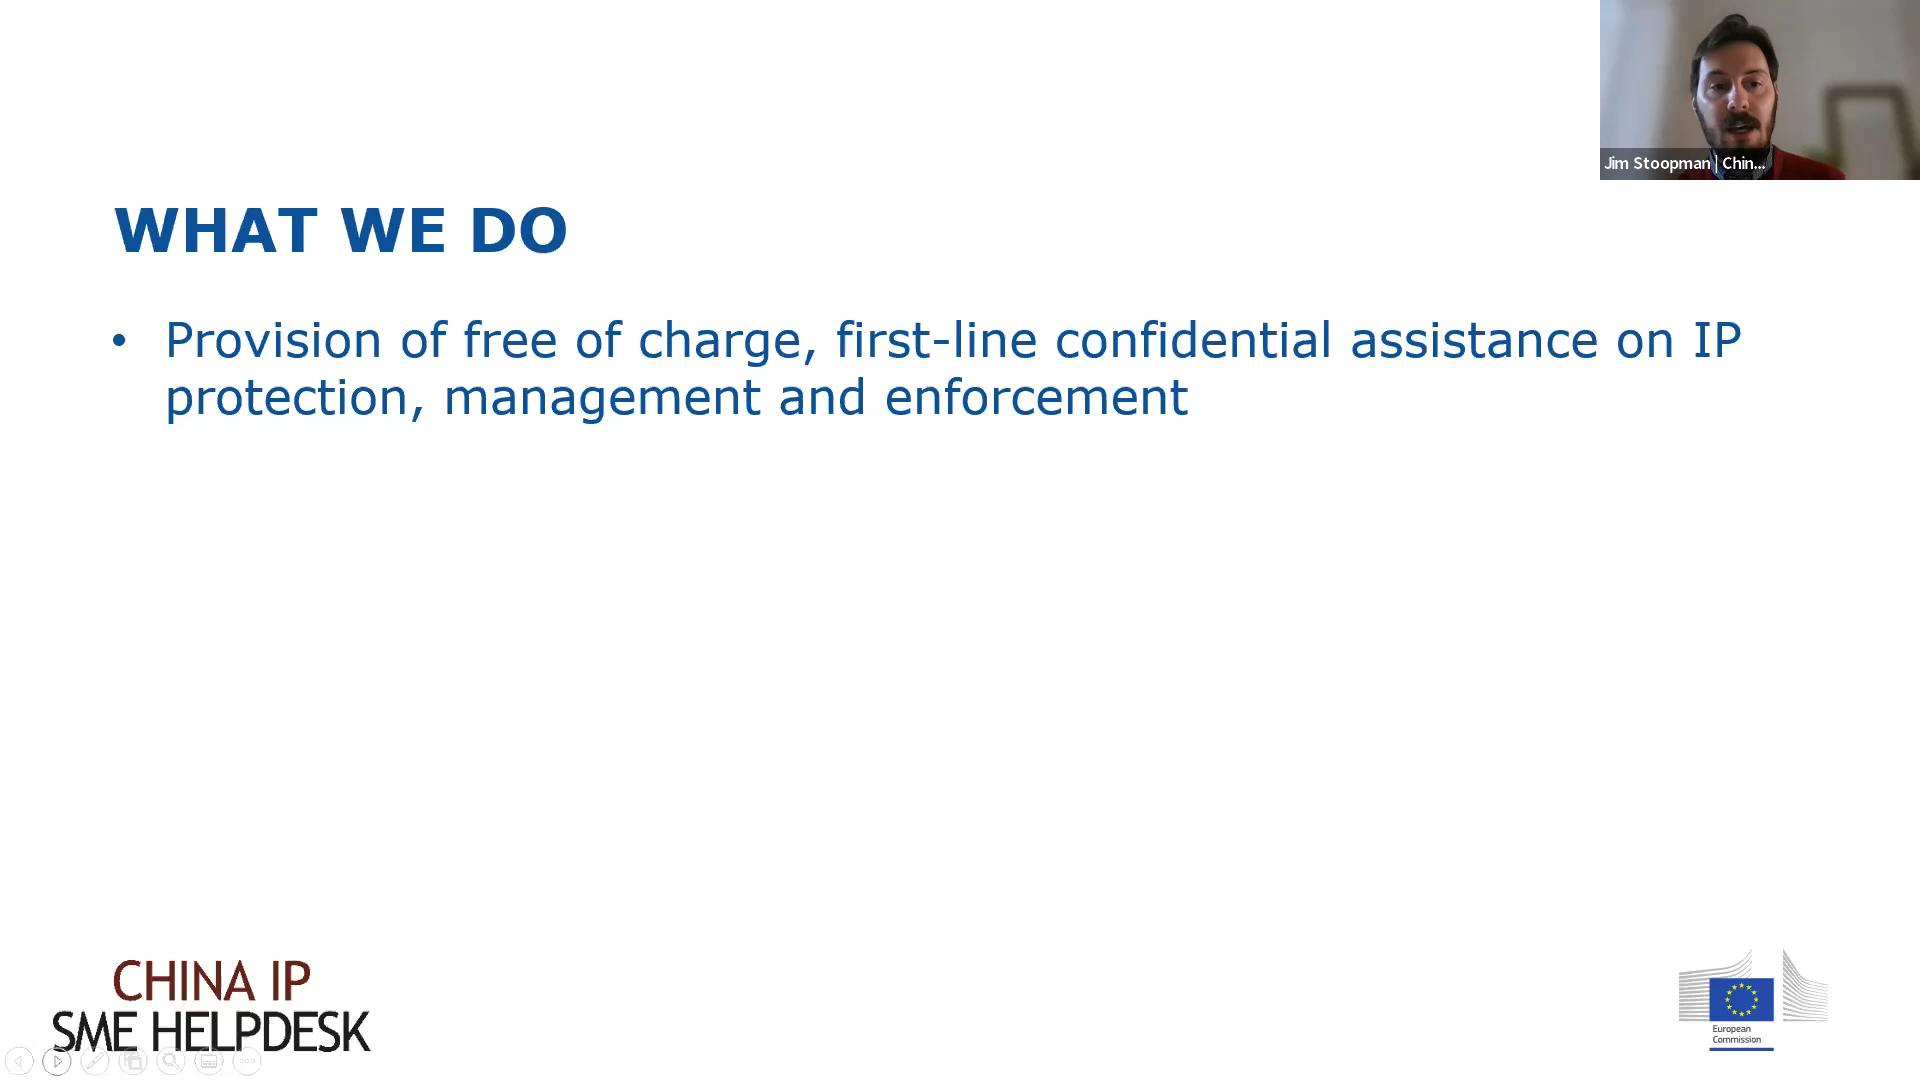 Jim Stoopman | Chin...
WHAT WE DO
• Provision of free of charge, first-line confidential assistance on IP
protection, management and enforcement
CHINA IP
SME HELPDESK
European
Commission